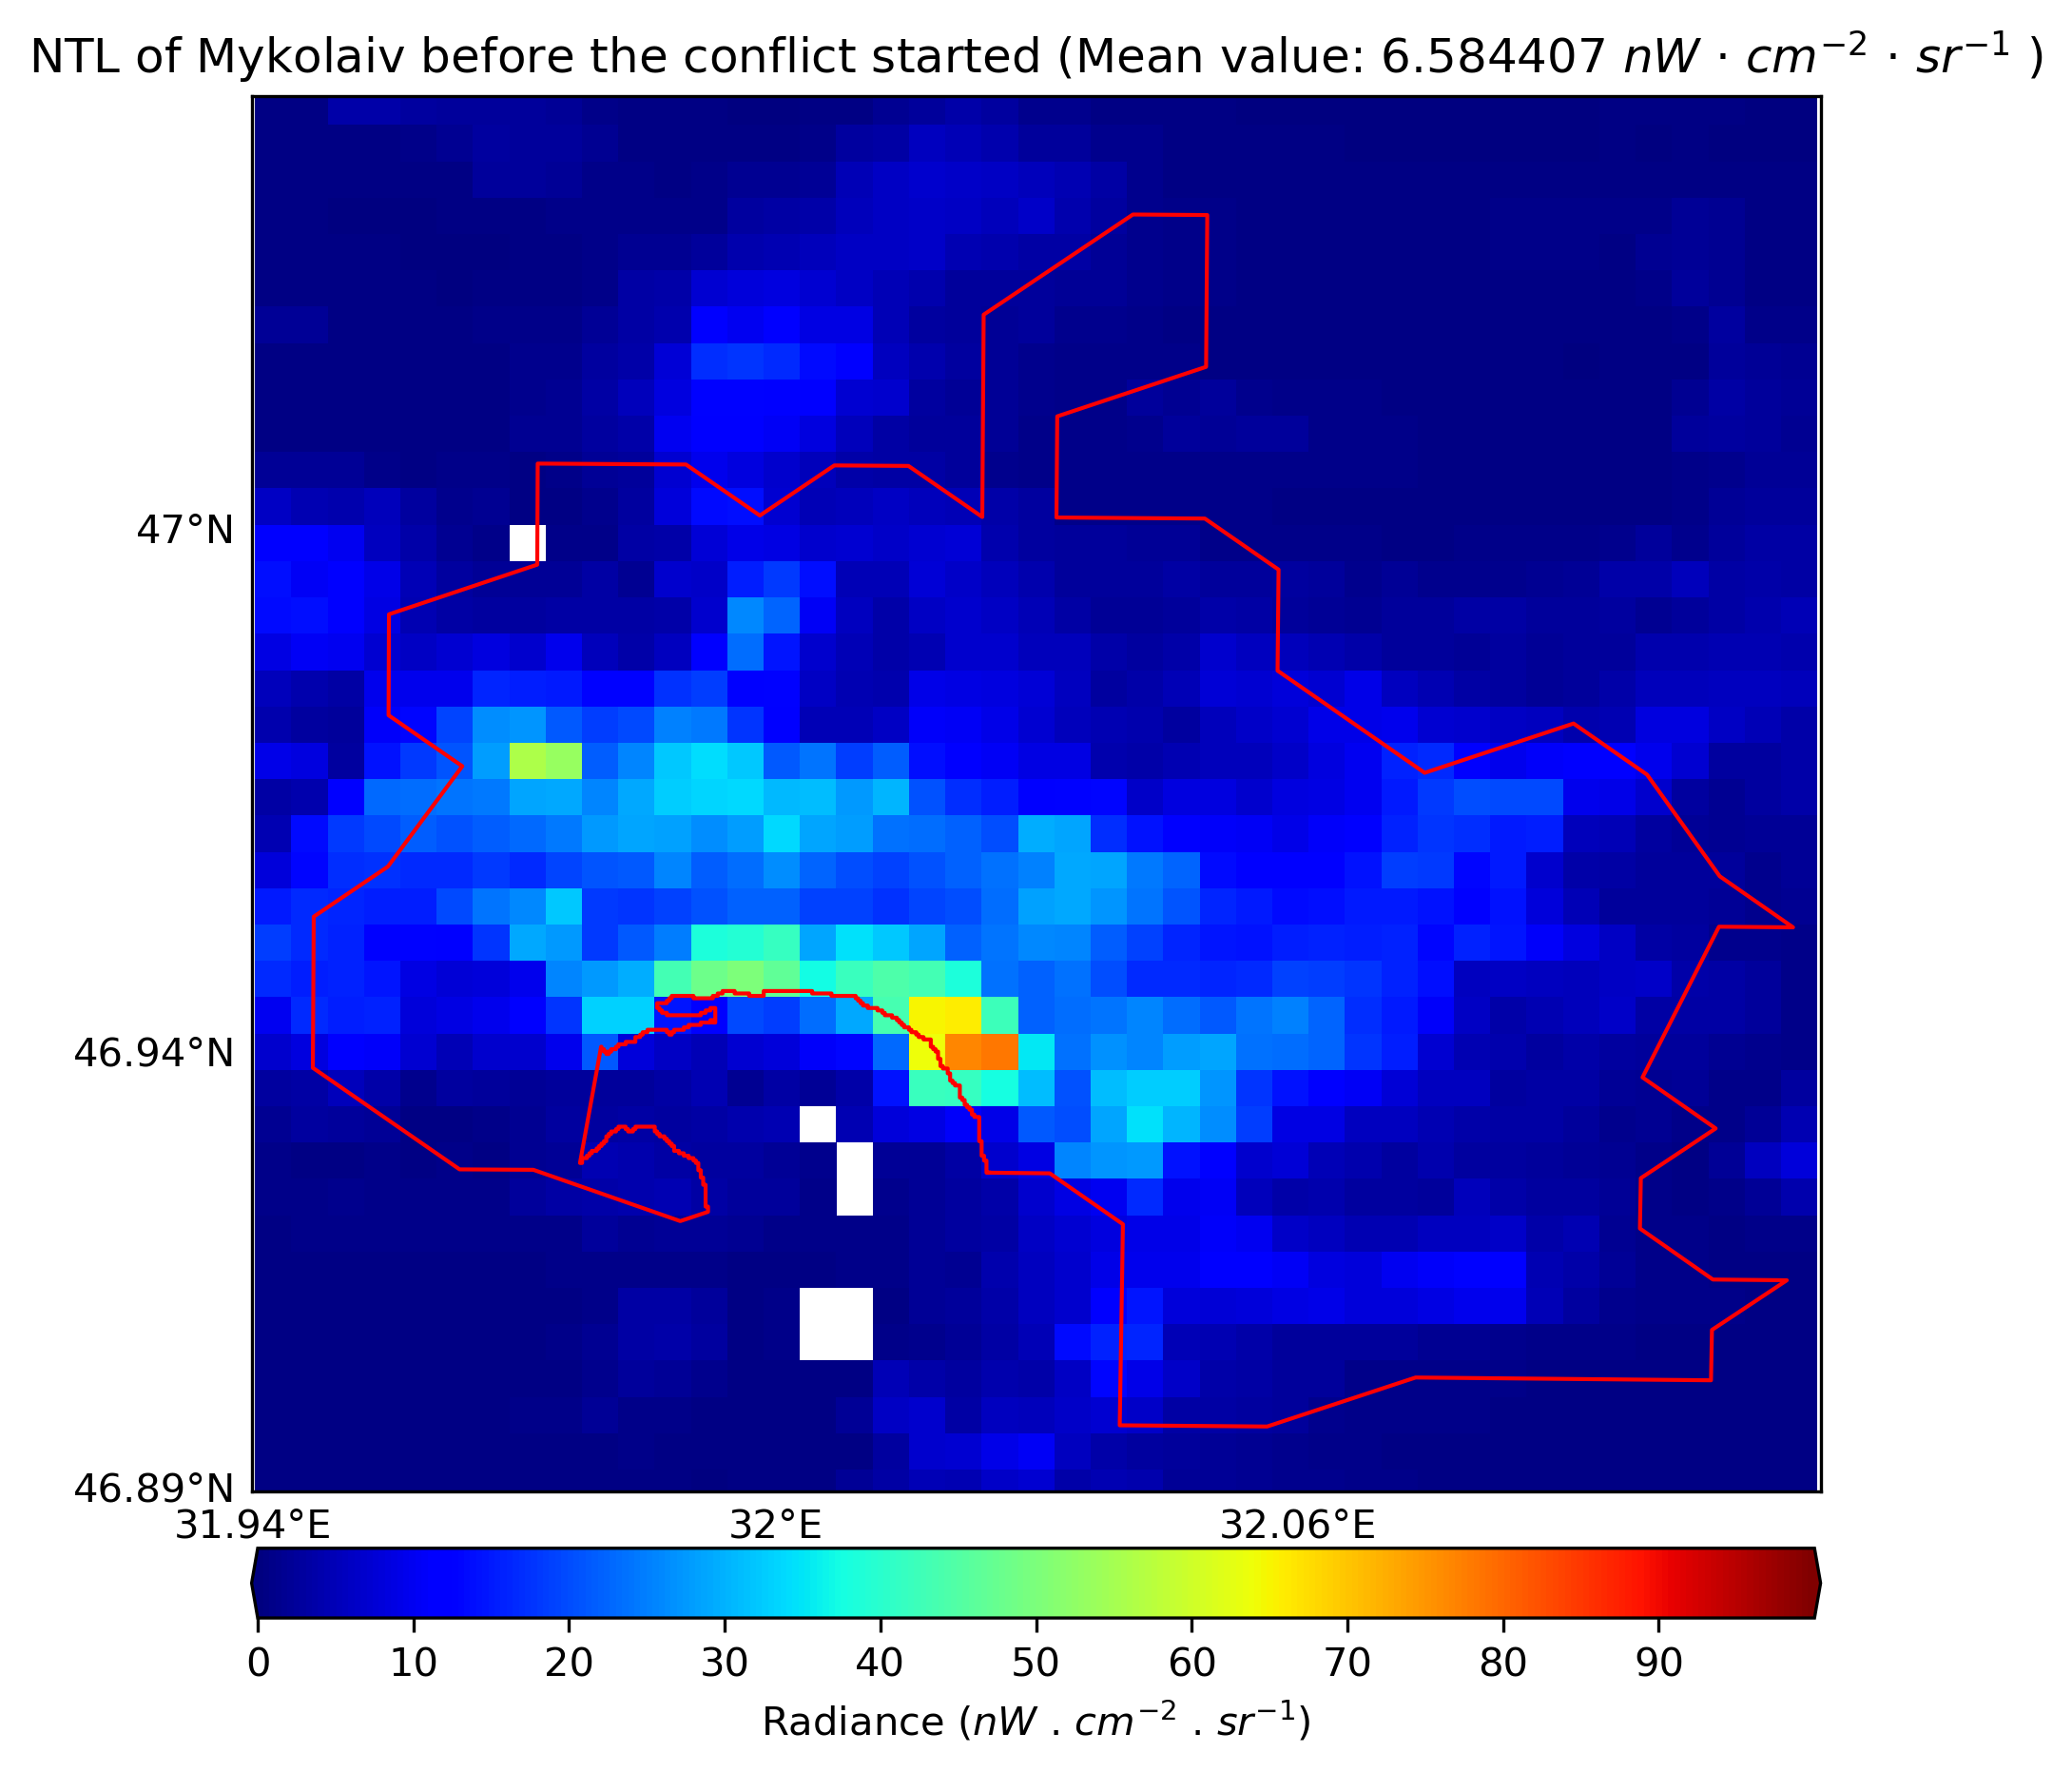 NTL of Mykolaiv before the conflict started (Mean value: 6.584407 nW · cm⁻² · sr⁻¹ )
47°N
46.94°N
46.89°N
31.94°E 32°E 32.06°E
0 10 20 30 40 50 60 70 80 90
Radiance (nW . cm⁻² . sr⁻¹)